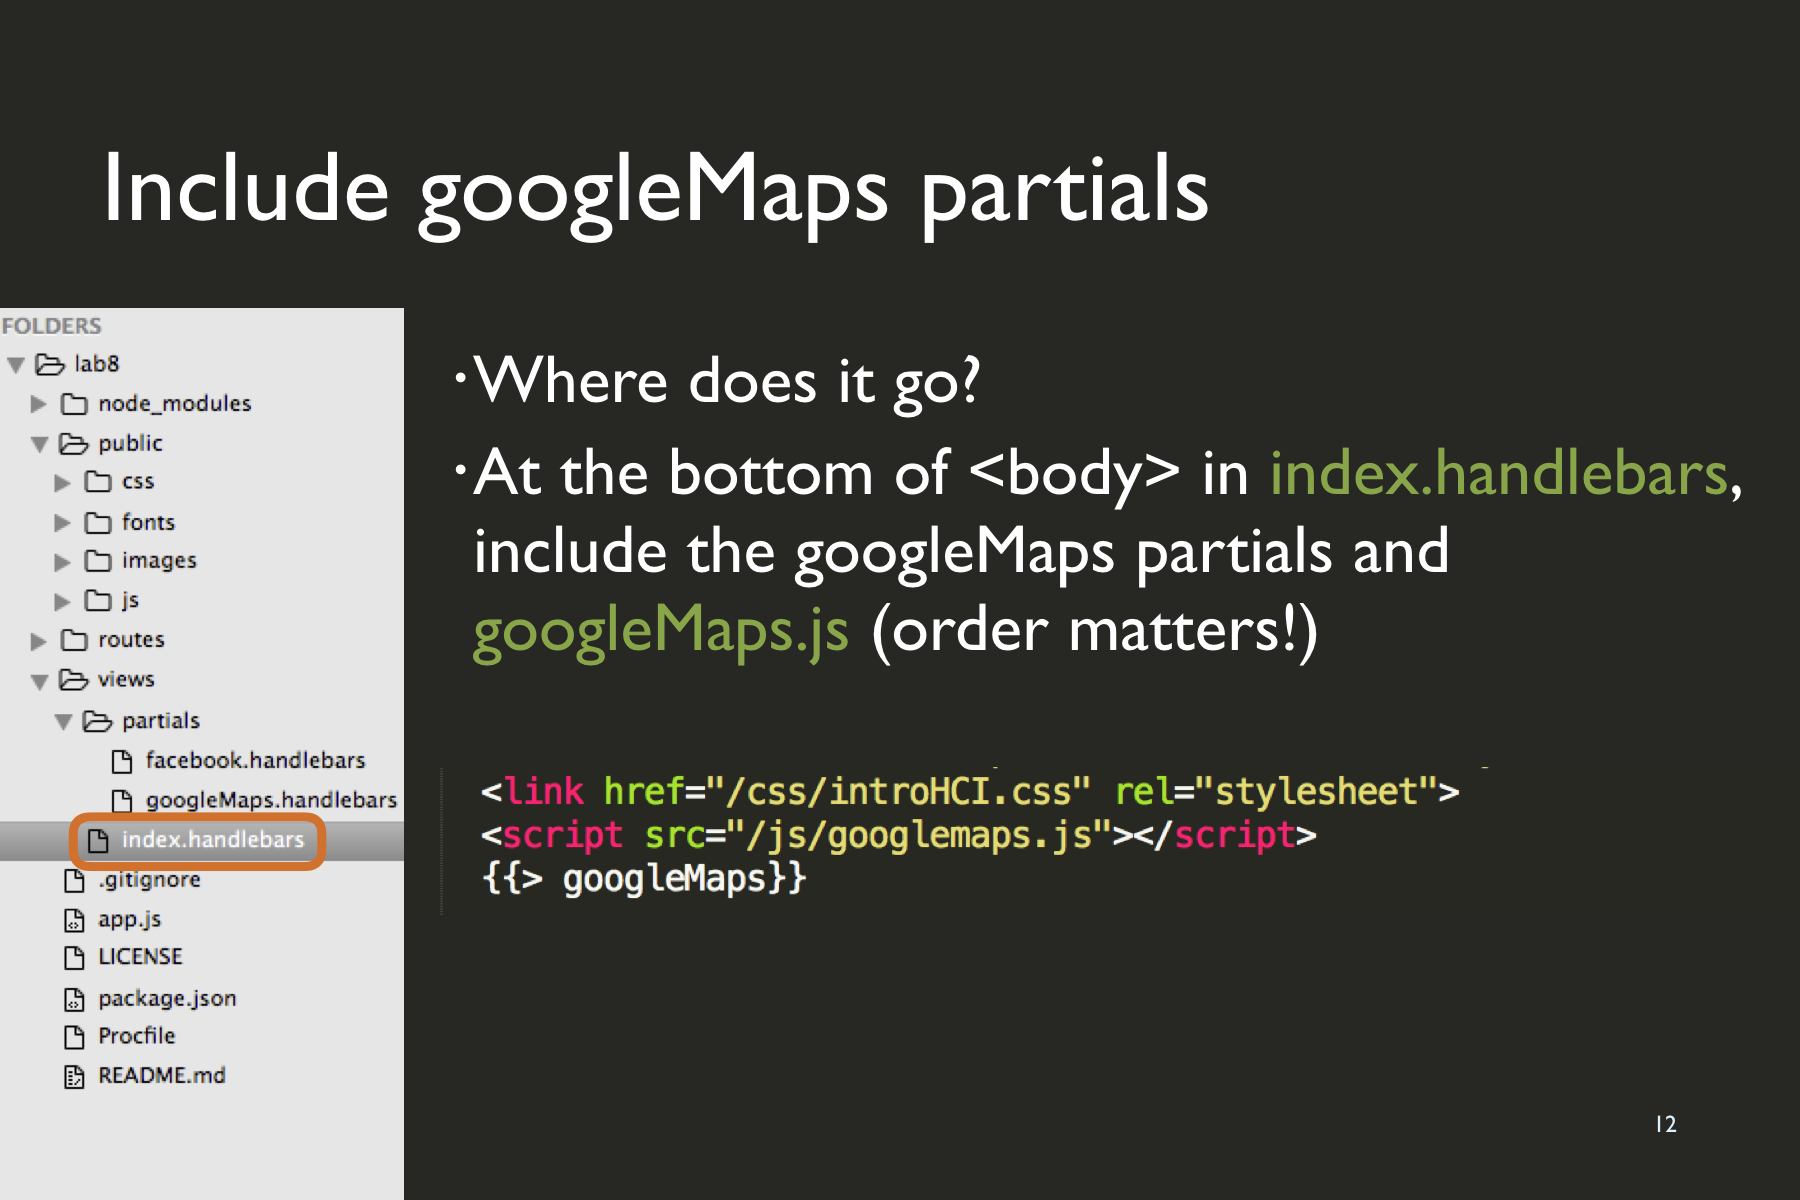 Include googleMaps partials
FOLDERS
lab8
node_modules
public
css
fonts
images
js
routes
views
partials
facebook.handlebars
googleMaps.handlebars
index.handlebars
.gitignore
app.js
LICENSE
package.json
Procfile
README.md
• Where does it go?
• At the bottom of <body> in index.handlebars,
include the googleMaps partials and
googleMaps.js (order matters!)
<link href="/css/introHCI.css" rel="stylesheet">
<script src="/js/googlemaps.js"></script>
{{> googleMaps}}
12